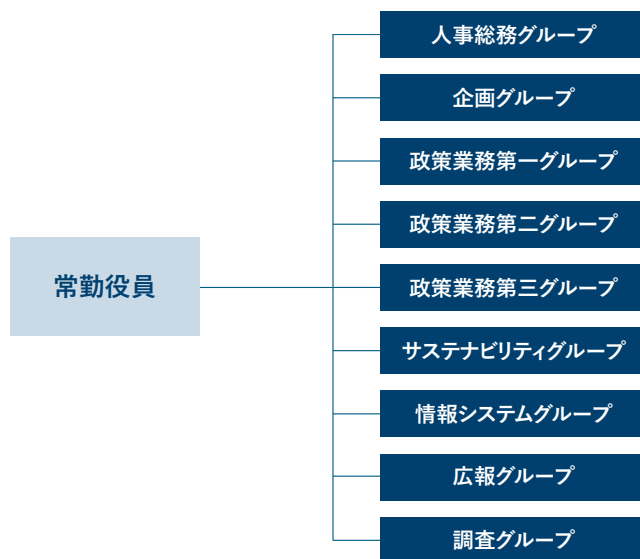 人事総務グループ
企画グループ
政策業務第一グループ
政策業務第二グループ
常勤役員
政策業務第三グループ
サステナビリティグループ
情報システムグループ
広報グループ
調査グループ